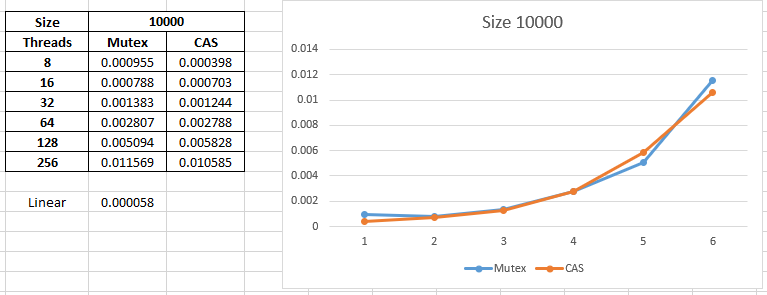 Size 10000
Threads Mutex CAS
8 0.000955 0.000398
16 0.000788 0.000703
32 0.001383 0.001244
64 0.002807 0.002788
128 0.005094 0.005828
256 0.011569 0.010585
Linear 0.000058
Size 10000
0.014
0.012
0.01
0.008
0.006
0.004
0.002
0
1 2 3 4 5 6
Mutex CAS